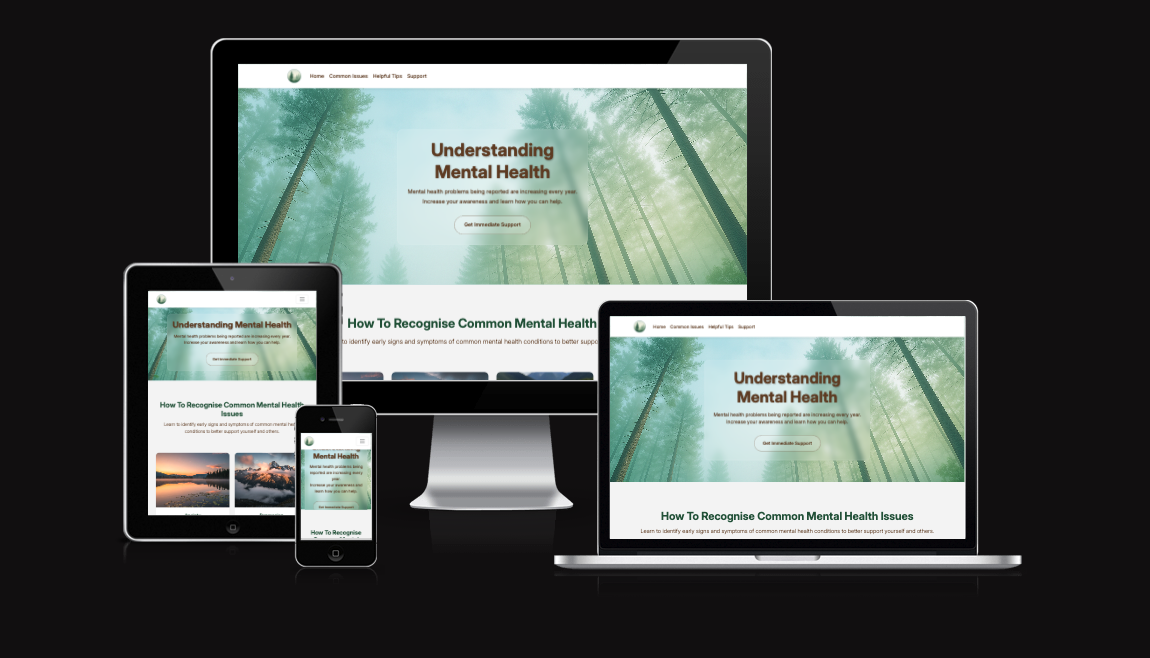 Home Common Issues Helpful Tips Support
Understanding
Mental Health
Mental health problems being reported are increasing every year.
Increase your awareness and learn how you can help.
Get Immediate Support
How To Recognise Common Mental Health
to identify early signs and symptoms of common mental health conditions to better suppo
Understanding Mental Health
Mental health problems being reported are increasing every year.
Increase your awareness and learn how you can help.
Get Immediate Support
How To Recognise Common Mental Health
Issues
Learn to identify early signs and symptoms of common mental hea
conditions to better support yourself and others.
Mental Health
Mental health problems being
reported are increasing every
year.
Increase your awareness and
learn how you can help.
Get Immediate Support
How To Recognise
Home Common Issues Helpful Tips Support
Understanding
Mental Health
Mental health problems being reported are increasing every year.
Increase your awareness and learn how you can help.
Get Immediate Support
How To Recognise Common Mental Health Issues
Learn to identify early signs and symptoms of common mental health conditions to better support yourself and others.